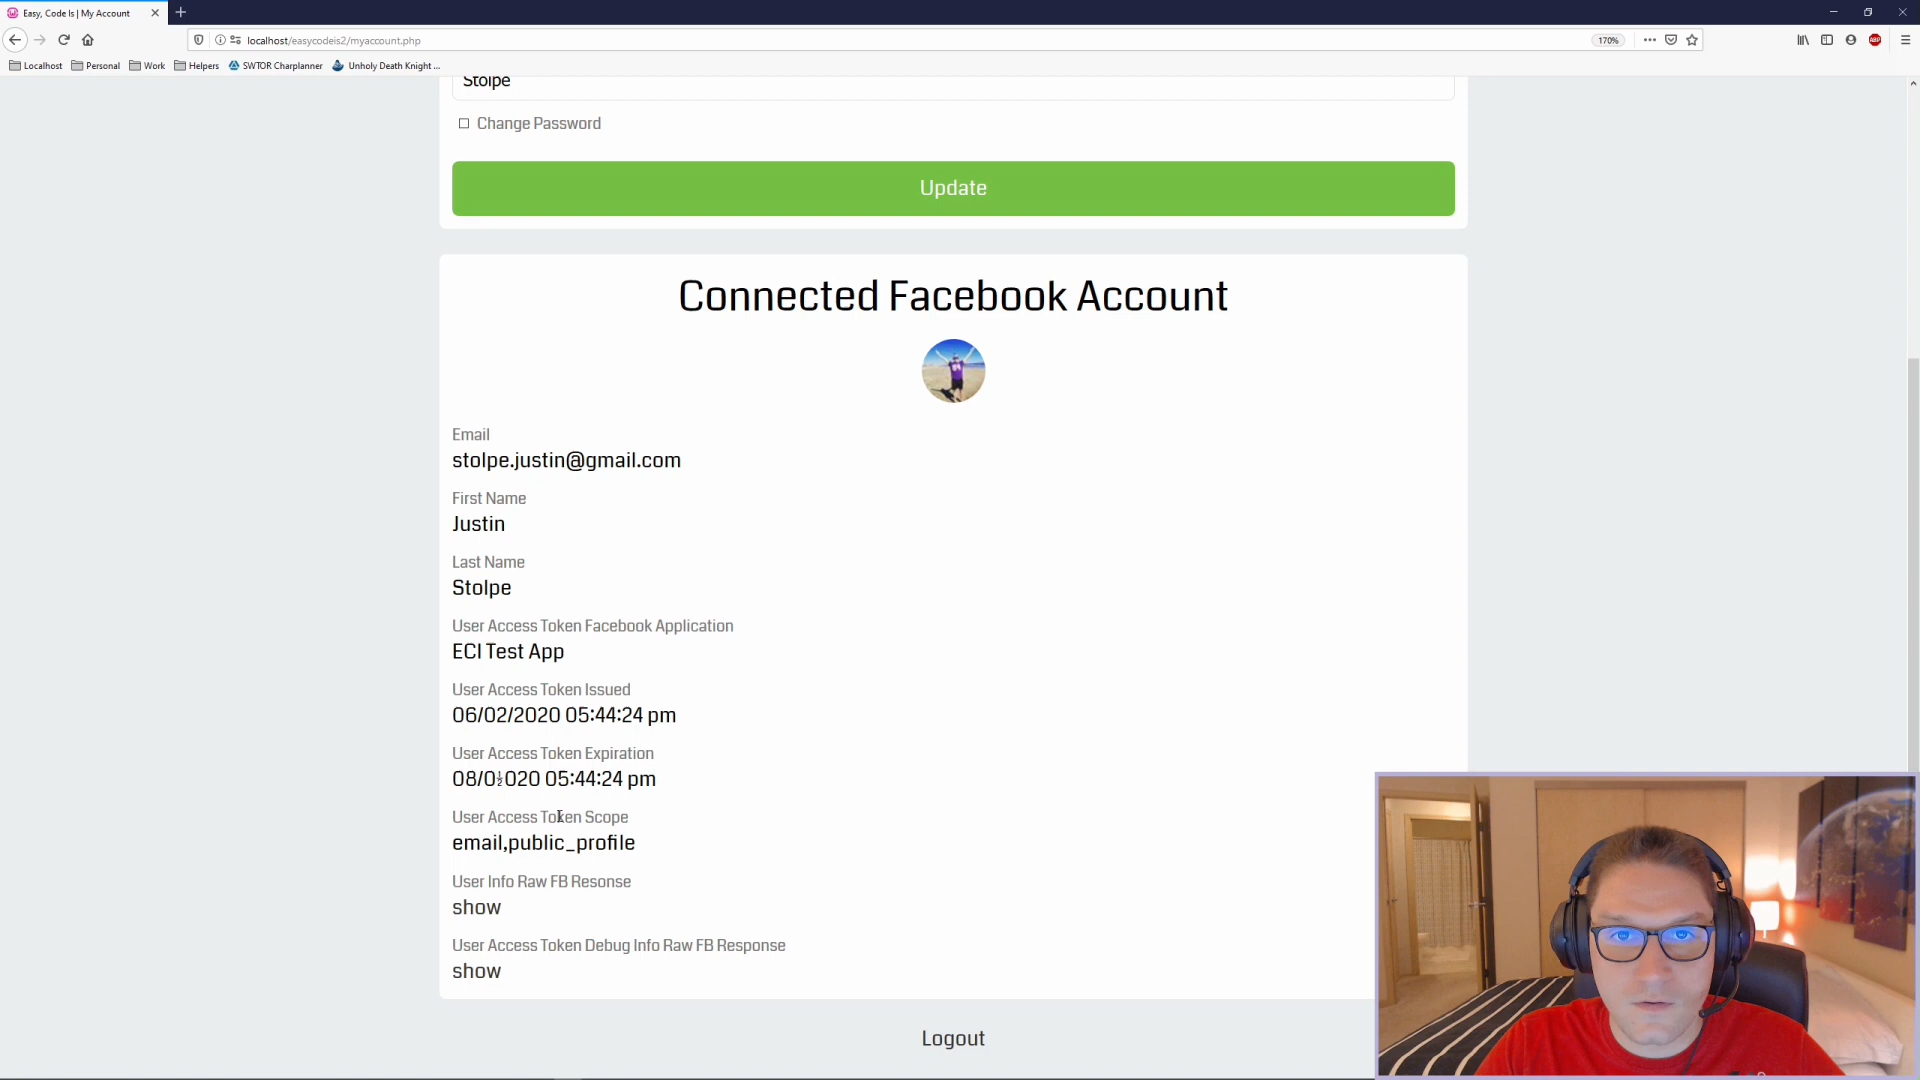 Easy, Code Is | My Account
localhost/easycodeis2/myaccount.php
170%
ABP
Localhost
Personal
Work
Helpers
SWTOR Charplanner
Unholy Death Knight ...
Stolpe
Change Password
Update
Connected Facebook Account
Email
stolpe.justin@gmail.com
First Name
Justin
Last Name
Stolpe
User Access Token Facebook Application
ECI Test App
User Access Token Issued
06/02/2020 05:44:24 pm
User Access Token Expiration
05:44:24 pm
User Access Token Scope
email,public_profile
User Info Raw FB Resonse
show
User Access Token Debug Info Raw FB Response
show
Logout